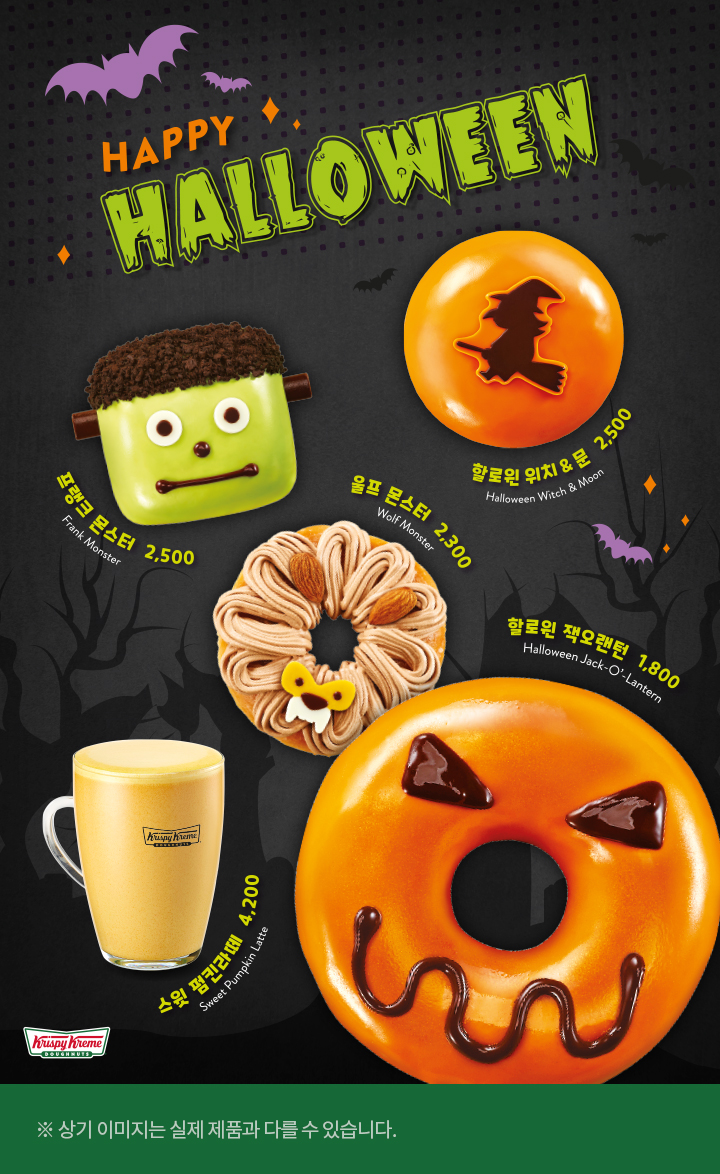 HAPPY
HALLOWEEN
할로윈 위치 & 문 2,500
Halloween Witch & Moon
프랭크 몬스터 2,500
Frank Monster
울프 몬스터 2,300
Wolf Monster
할로윈 잭오랜턴 1,800
Halloween Jack-O'-Lantern
Krispy Kreme
DOUGHNUTS
스윗 펌킨라떼 4,200
Sweet Pumpkin Latte
Krispy Kreme
DOUGHNUTS
※ 상기 이미지는 실제 제품과 다를 수 있습니다.